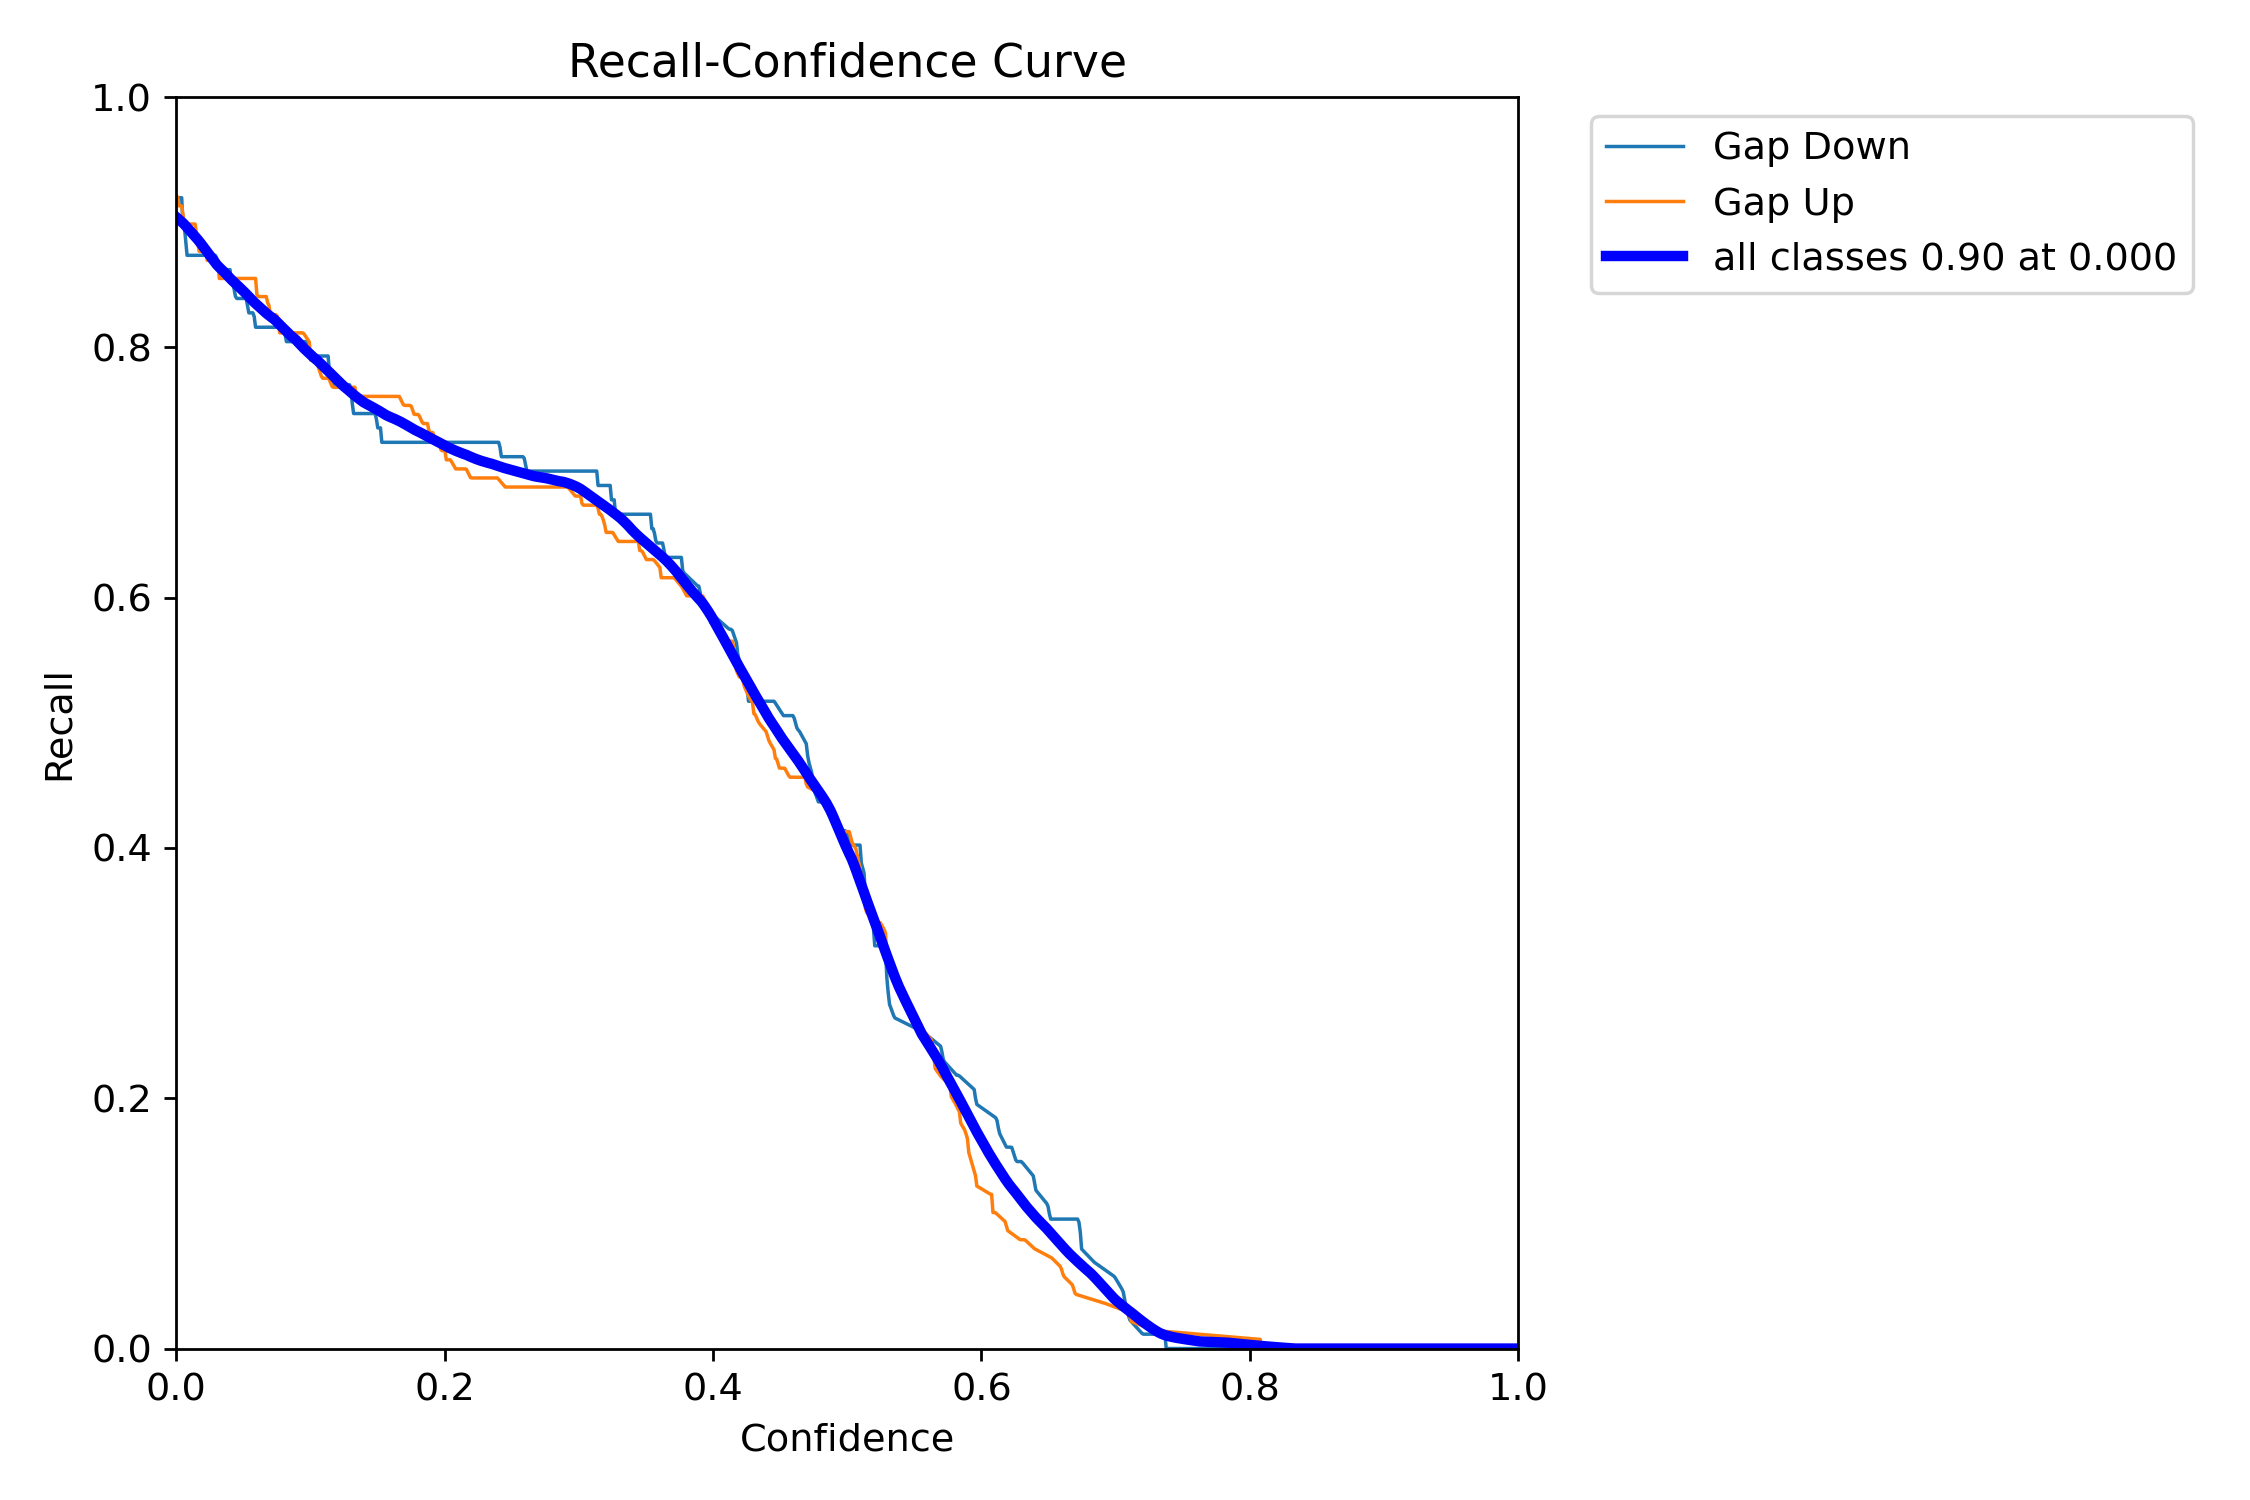 Recall-Confidence Curve
1.0
0.8
0.6
0.4
0.2
0.0
Recall
0.0 0.2 0.4 0.6 0.8 1.0
Confidence
Gap Down
Gap Up
all classes 0.90 at 0.000